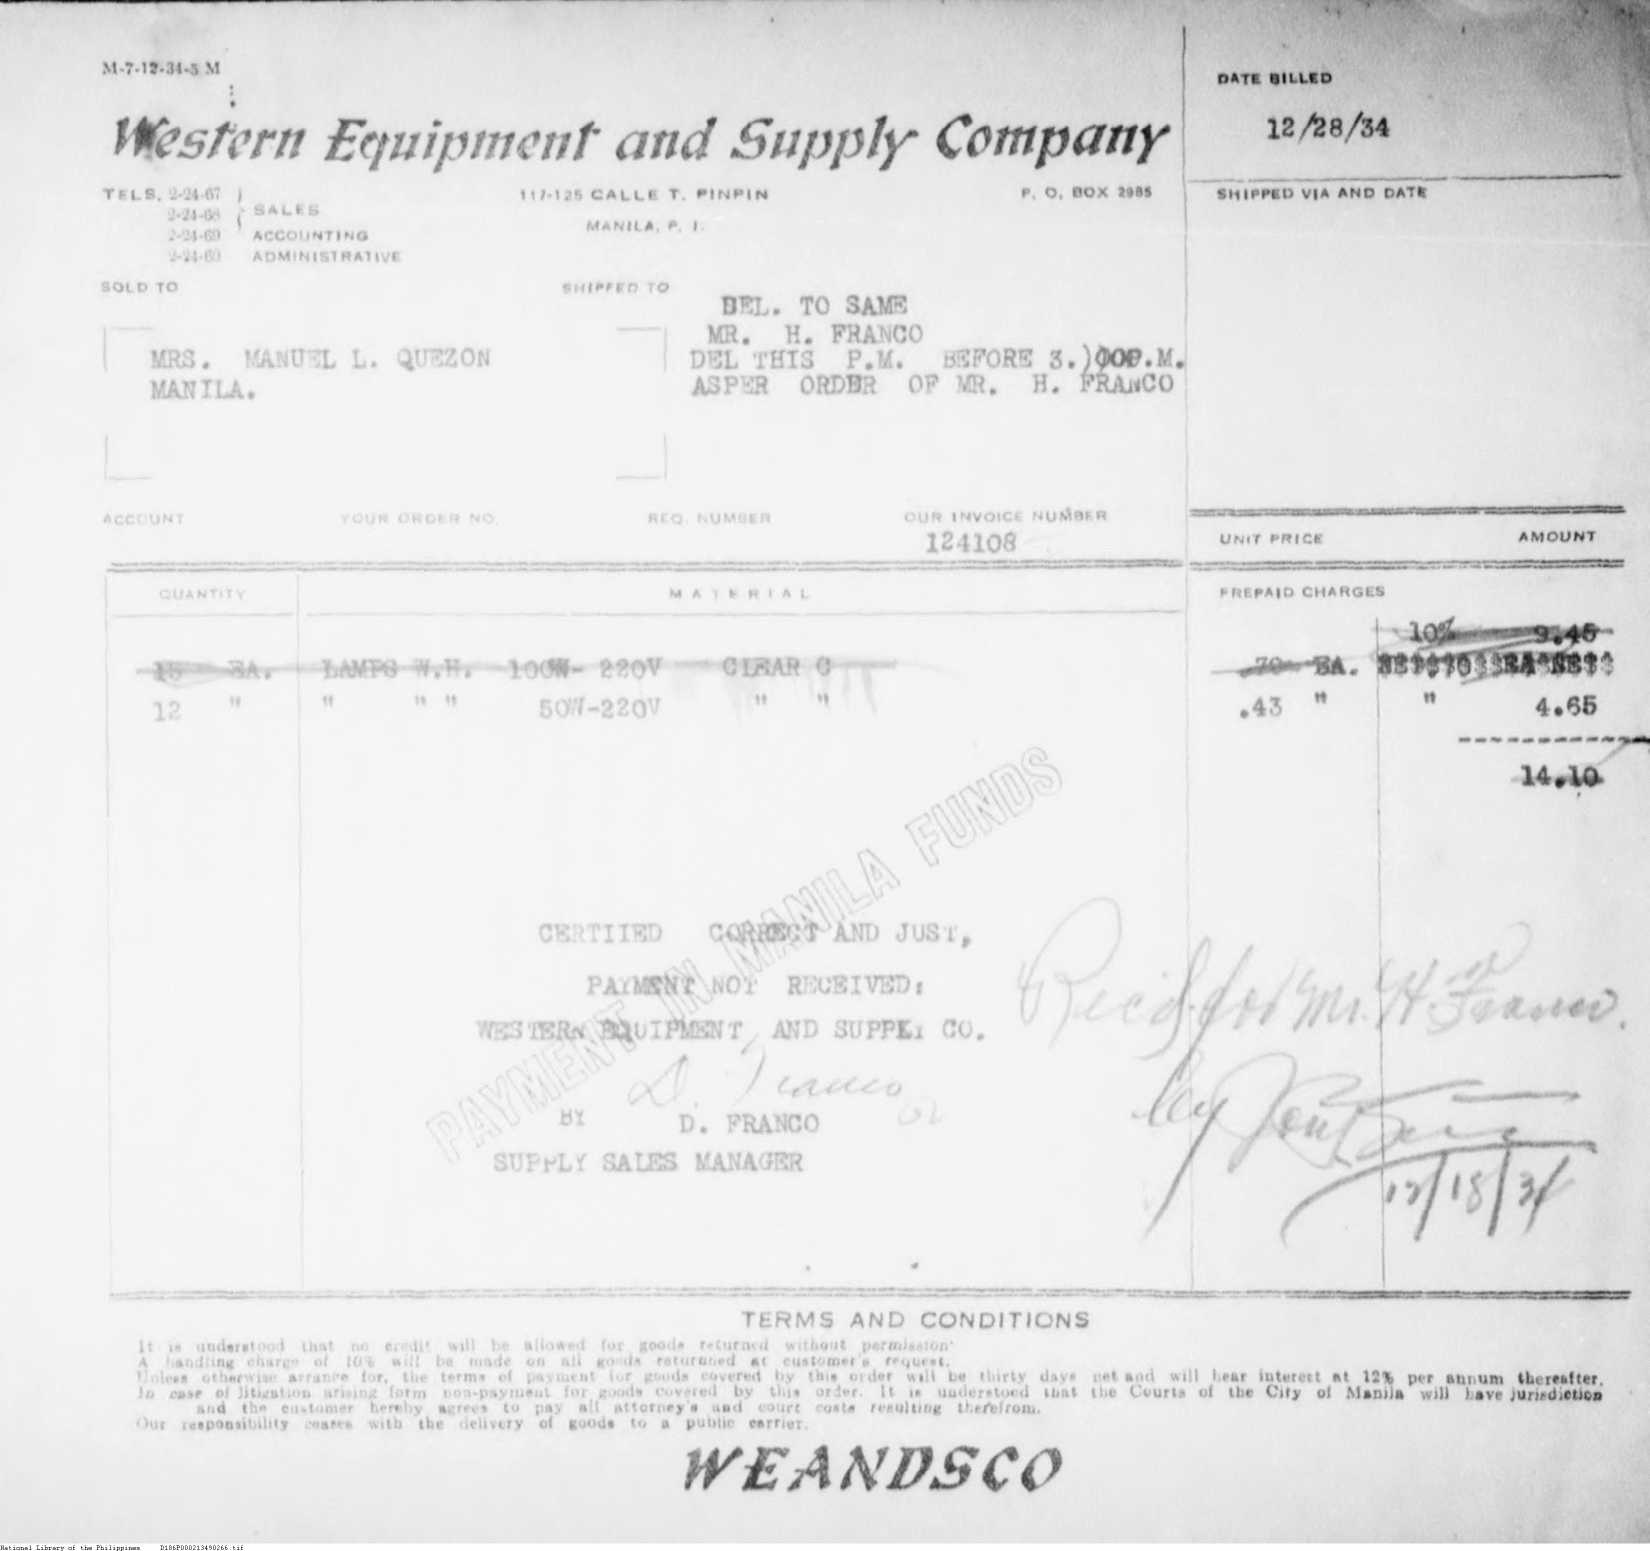 M-7-12-34-5 M
Western Equipment and Supply Company
TELS. 2-24-67
2-24-68 SALES
2-24-69 ACCOUNTING
2-24-60 ADMINISTRATIVE
117-125 CALLE T. PINPIN
MANILA, P. I.
P. O. BOX 2985
DATE BILLED
12/28/34
SHIPPED VIA AND DATE
SOLD TO
MRS. MANUEL L. QUEZON
MANILA.
SHIPPED TO
DEL. TO SAME
MR. H. FRANCO
DEL THIS P.M. BEFORE 3.)00P.M.
ASPER ORDER OF MR. H. FRANCO
ACCOUNT YOUR ORDER NO. REQ. NUMBER OUR INVOICE NUMBER
124108
UNIT PRICE AMOUNT
QUANTITY MATERIAL PREPAID CHARGES
10% 9.45
15 EA. LAMPS W.H. 100W- 220V CLEAR C .70 EA.
12 " " " " 50W-220V " " .43 " " 4.65
14.10
PAYMENT IN MANILA FUNDS
CERTIIED CORRECT AND JUST,
PAYMENT NOT RECEIVED:
WESTERN EQUIPMENT AND SUPPLY CO.
D. Franco
BY D. FRANCO
SUPPLY SALES MANAGER
Rec'd for Mr. H. Franco.
by
12/18/34
TERMS AND CONDITIONS
It is understood that no credit will be allowed for goods returned without permission
A handling charge of 10% will be made on all goods returned at customer's request.
Unless otherwise arrance for, the terms of payment for goods covered by this order will be thirty days net and will bear interest at 12% per annum thereafter.
In case of litigation arising form non-payment for goods covered by this order. It is understood that the Courts of the City of Manila will have jurisdiction
and the customer hereby agrees to pay all attorney's and court costs resulting therefrom.
Our responsibility ceases with the delivery of goods to a public carrier.
WEANDSCO
National Library of the Philippines D186P000213490266.tif